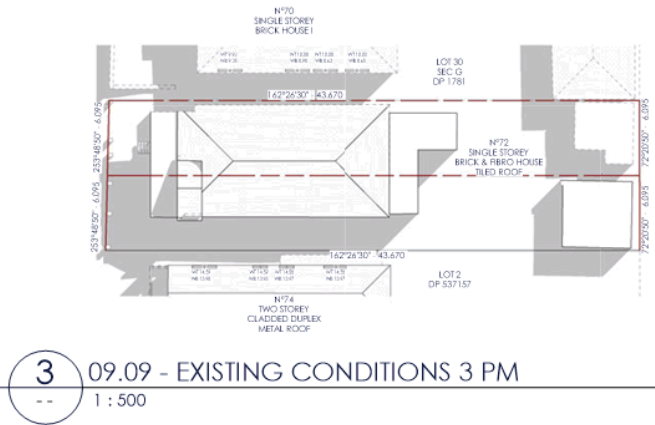 N°70
SINGLE STOREY
BRICK HOUSE I
LOT 30
SEC G
DP 1781
162°26'30" - 43.670
253°48'50" - 6.095
72°20'50" - 6.095
N°72
SINGLE STOREY
BRICK & FIBRO HOUSE
TILED ROOF
253°48'50" - 6.095
72°20'50" - 6.095
162°26'30" - 43.670
LOT 2
DP 537157
N°74
TWO STOREY
CLADDED DUPLEX
METAL ROOF
3
09.09 - EXISTING CONDITIONS 3 PM
- -
1 : 500